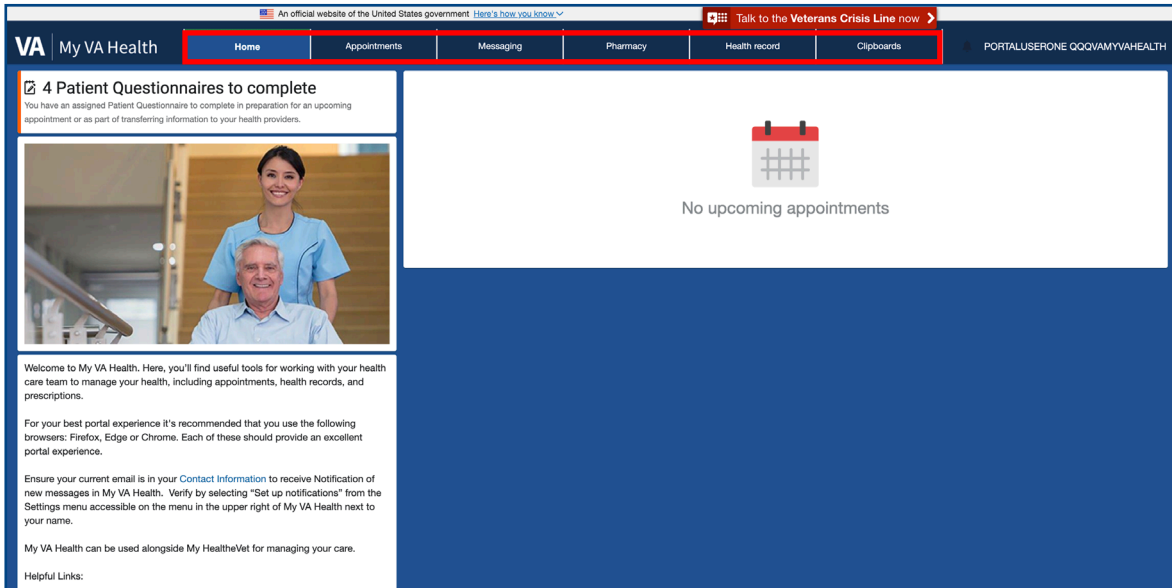 An official website of the United States government Here's how you know
Talk to the Veterans Crisis Line now
VA My VA Health
Home Appointments Messaging Pharmacy Health record Clipboards
PORTALUSERONE QQQVAMYVAHEALTH
4 Patient Questionnaires to complete
You have an assigned Patient Questionnaire to complete in preparation for an upcoming
appointment or as part of transferring information to your health providers.
No upcoming appointments
Welcome to My VA Health. Here, you'll find useful tools for working with your health
care team to manage your health, including appointments, health records, and
prescriptions.
For your best portal experience it's recommended that you use the following
browsers: Firefox, Edge or Chrome. Each of these should provide an excellent
portal experience.
Ensure your current email is in your Contact Information to receive Notification of
new messages in My VA Health. Verify by selecting “Set up notifications” from the
Settings menu accessible on the menu in the upper right of My VA Health next to
your name.
My VA Health can be used alongside My HealtheVet for managing your care.
Helpful Links: